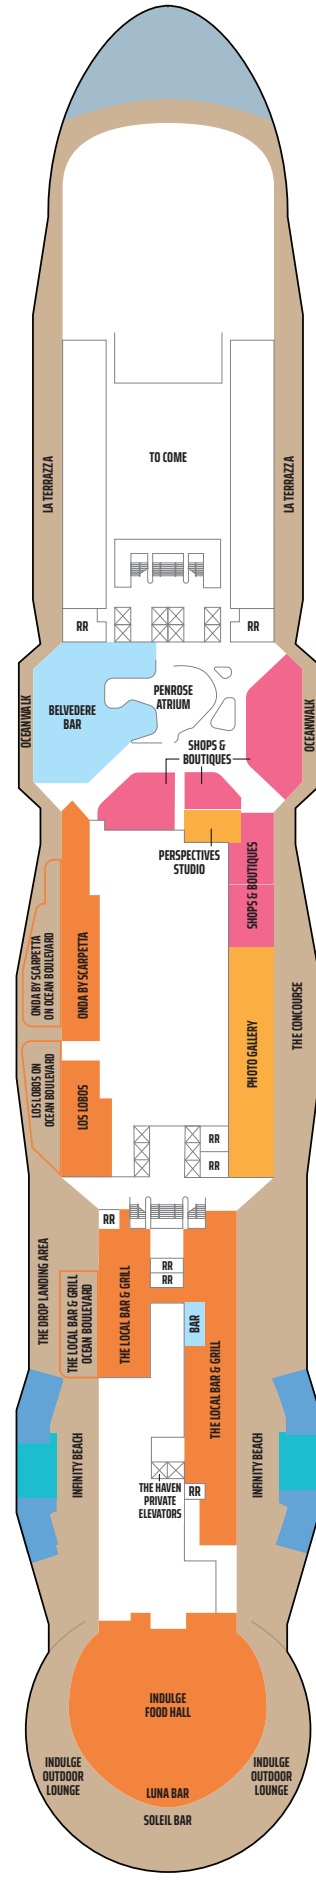 TO COME
LA TERRAZZA
LA TERRAZZA
RR
RR
OCEANWALK
BELVEDERE
BAR
PENROSE
ATRIUM
OCEANWALK
SHOPS &
BOUTIQUES
PERSPECTIVES
STUDIO
SHOPS & BOUTIQUES
ONDA BY SCARPETTA
ON OCEAN BOULEVARD
ONDA BY SCARPETTA
THE CONCOURSE
LOS LOBOS ON
OCEAN BOULEVARD
LOS LOBOS
PHOTO GALLERY
RR
RR
RR
THE DROP LANDING AREA
THE LOCAL BAR & GRILL
OCEAN BOULEVARD
THE LOCAL BAR & GRILL
RR
RR
BAR
THE LOCAL BAR & GRILL
INFINITY BEACH
INFINITY BEACH
THE HAVEN
PRIVATE
ELEVATORS
RR
INDULGE
FOOD HALL
INDULGE
OUTDOOR
LOUNGE
INDULGE
OUTDOOR
LOUNGE
LUNA BAR
SOLEIL BAR